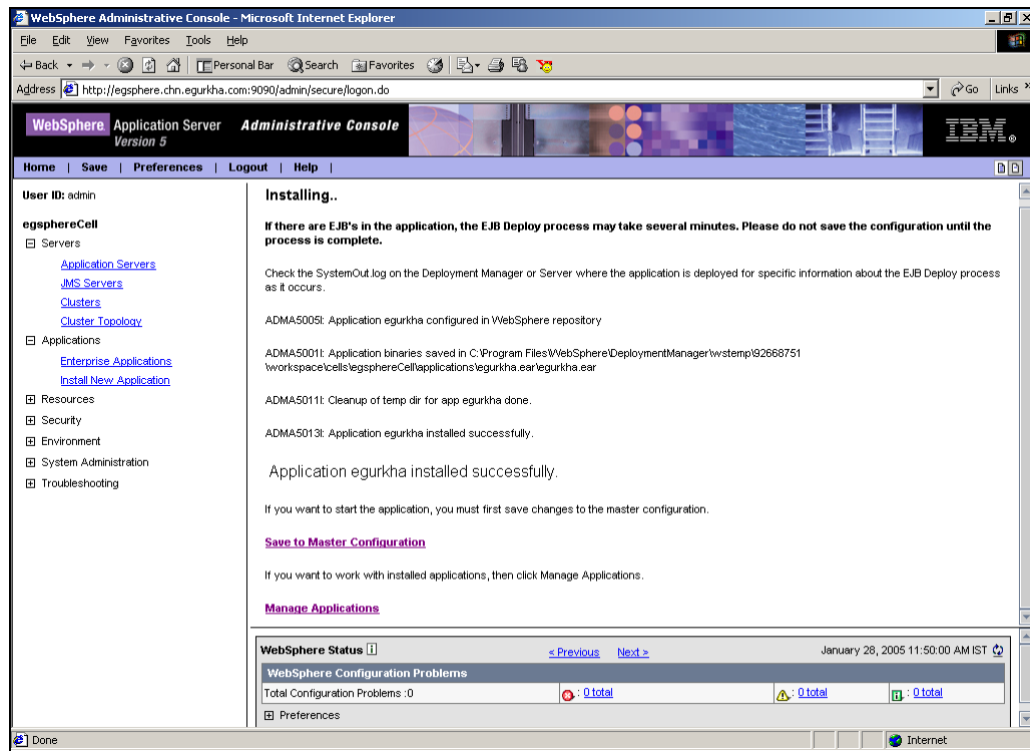 WebSphere Administrative Console - Microsoft Internet Explorer
File Edit View Favorites Tools Help
Back Personal Bar Search Favorites
Address http://egsphere.chn.egurkha.com:9090/admin/secure/logon.do Go Links »
WebSphere Application Server Administrative Console
Version 5
IBM.
Home | Save | Preferences | Logout | Help |
User ID: admin
egsphereCell
Servers
Application Servers
JMS Servers
Clusters
Cluster Topology
Applications
Enterprise Applications
Install New Application
Resources
Security
Environment
System Administration
Troubleshooting
Installing..
If there are EJB's in the application, the EJB Deploy process may take several minutes. Please do not save the configuration until the
process is complete.
Check the SystemOut.log on the Deployment Manager or Server where the application is deployed for specific information about the EJB Deploy process
as it occurs.
ADMA5005I: Application egurkha configured in WebSphere repository
ADMA5001I: Application binaries saved in C:\Program Files\WebSphere\DeploymentManager\wstemp\92668751
\workspace\cells\egsphereCell\applications\egurkha.ear\egurkha.ear
ADMA5011I: Cleanup of temp dir for app egurkha done.
ADMA5013I: Application egurkha installed successfully.
Application egurkha installed successfully.
If you want to start the application, you must first save changes to the master configuration.
Save to Master Configuration
If you want to work with installed applications, then click Manage Applications.
Manage Applications
WebSphere Status i < Previous Next > January 28, 2005 11:50:00 AM IST
WebSphere Configuration Problems
Total Configuration Problems :0 : 0 total : 0 total : 0 total
Preferences
Done Internet